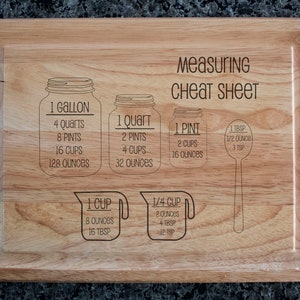 MEASURING
CHEAT SHEET
1 GALLON
4 QUARTS
8 PINTS
16 CUPS
128 OUNCES
1 QUART
2 PINTS
4 CUPS
32 OUNCES
1 PINT
2 CUPS
16 OUNCES
1 TBSP
1/2 OUNCE
3 TSP
1 CUP
8 OUNCES
16 TBSP
1/4 CUP
2 OUNCES
4 TBSP
12 TSP